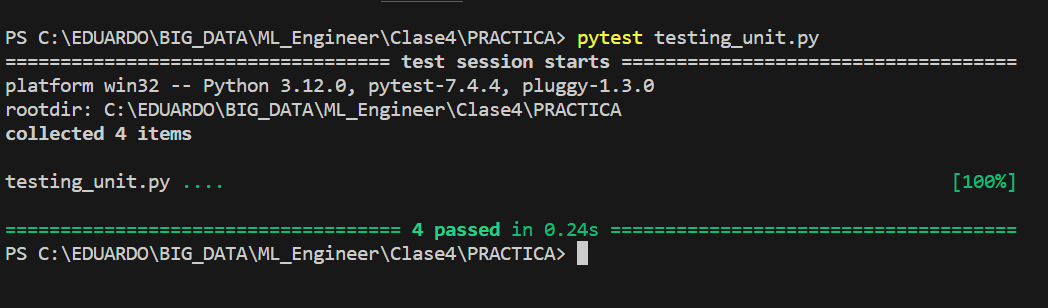 PS C:\EDUARDO\BIG_DATA\ML_Engineer\Clase4\PRACTICA> pytest testing_unit.py
=================================== test session starts ====================================
platform win32 -- Python 3.12.0, pytest-7.4.4, pluggy-1.3.0
rootdir: C:\EDUARDO\BIG_DATA\ML_Engineer\Clase4\PRACTICA
collected 4 items
testing_unit.py .... [100%]
==================================== 4 passed in 0.24s =====================================
PS C:\EDUARDO\BIG_DATA\ML_Engineer\Clase4\PRACTICA>